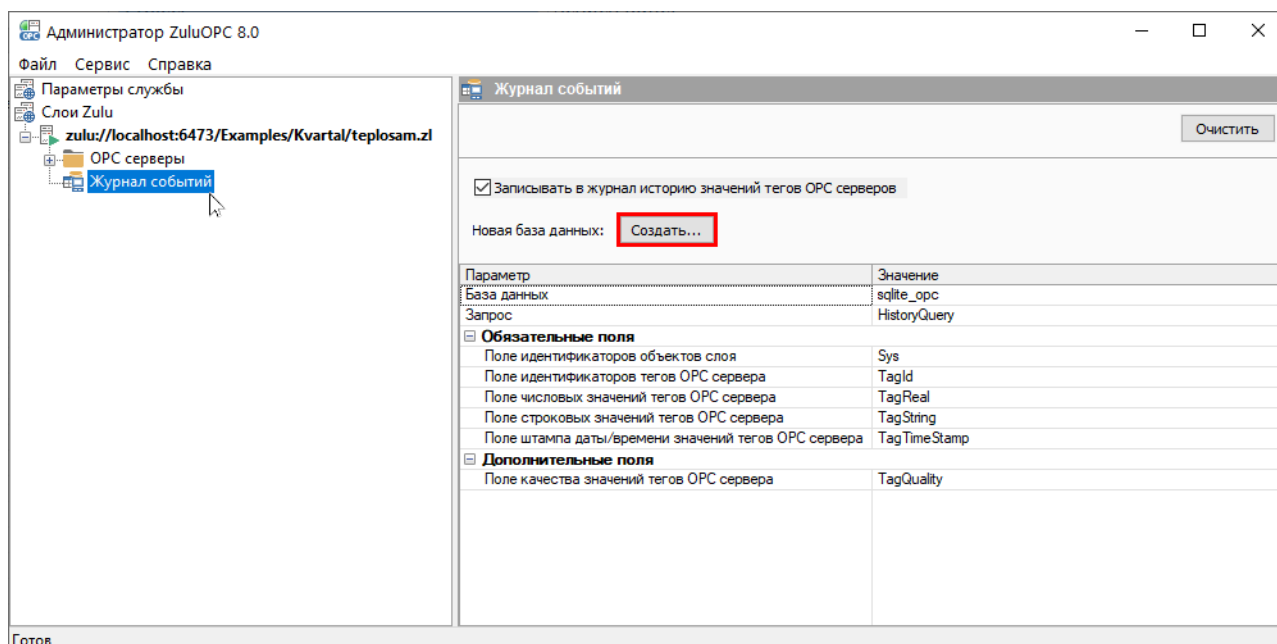 Администратор ZuluOPC 8.0
Файл Сервис Справка
Параметры службы
Слои Zulu
zulu://localhost:6473/Examples/Kvartal/teplosam.zl
OPC серверы
Журнал событий
Журнал событий
Очистить
Записывать в журнал историю значений тегов OPC серверов
Новая база данных: Создать...
Параметр Значение
База данных sqlite_opc
Запрос HistoryQuery
Обязательные поля
Поле идентификаторов объектов слоя Sys
Поле идентификаторов тегов OPC сервера TagId
Поле числовых значений тегов OPC сервера TagReal
Поле строковых значений тегов OPC сервера TagString
Поле штампа даты/времени значений тегов OPC сервера TagTimeStamp
Дополнительные поля
Поле качества значений тегов OPC сервера TagQuality
Готов